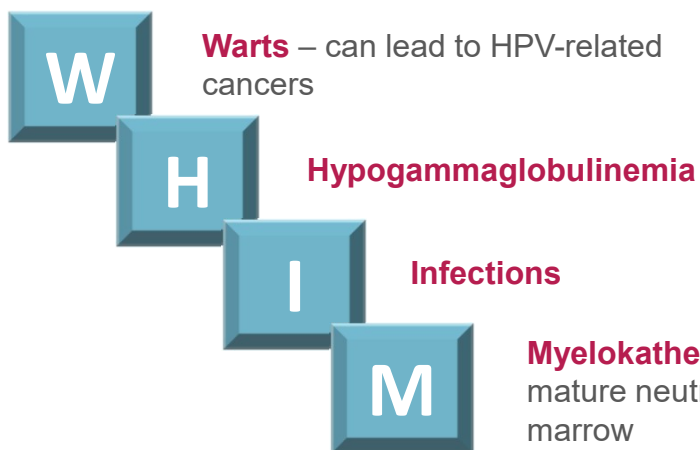 W
Warts – can lead to HPV-related
cancers
H
Hypogammaglobulinemia
I
Infections
M
Myelokathe
mature neut
marrow